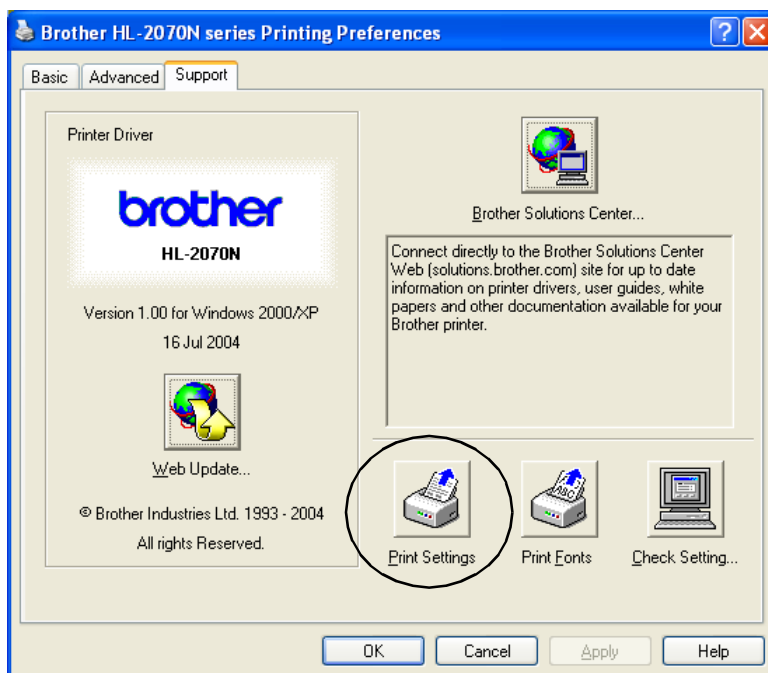 Brother HL-2070N series Printing Preferences
Basic
Advanced
Support
Printer Driver
brother
HL-2070N
Version 1.00 for Windows 2000/XP
16 Jul 2004
Web Update...
© Brother Industries Ltd. 1993 - 2004
All rights Reserved.
Brother Solutions Center...
Connect directly to the Brother Solutions Center
Web (solutions.brother.com) site for up to date
information on printer drivers, user guides, white
papers and other documentation available for your
Brother printer.
Print Settings
ABC
Print Fonts
Check Setting...
OK
Cancel
Apply
Help